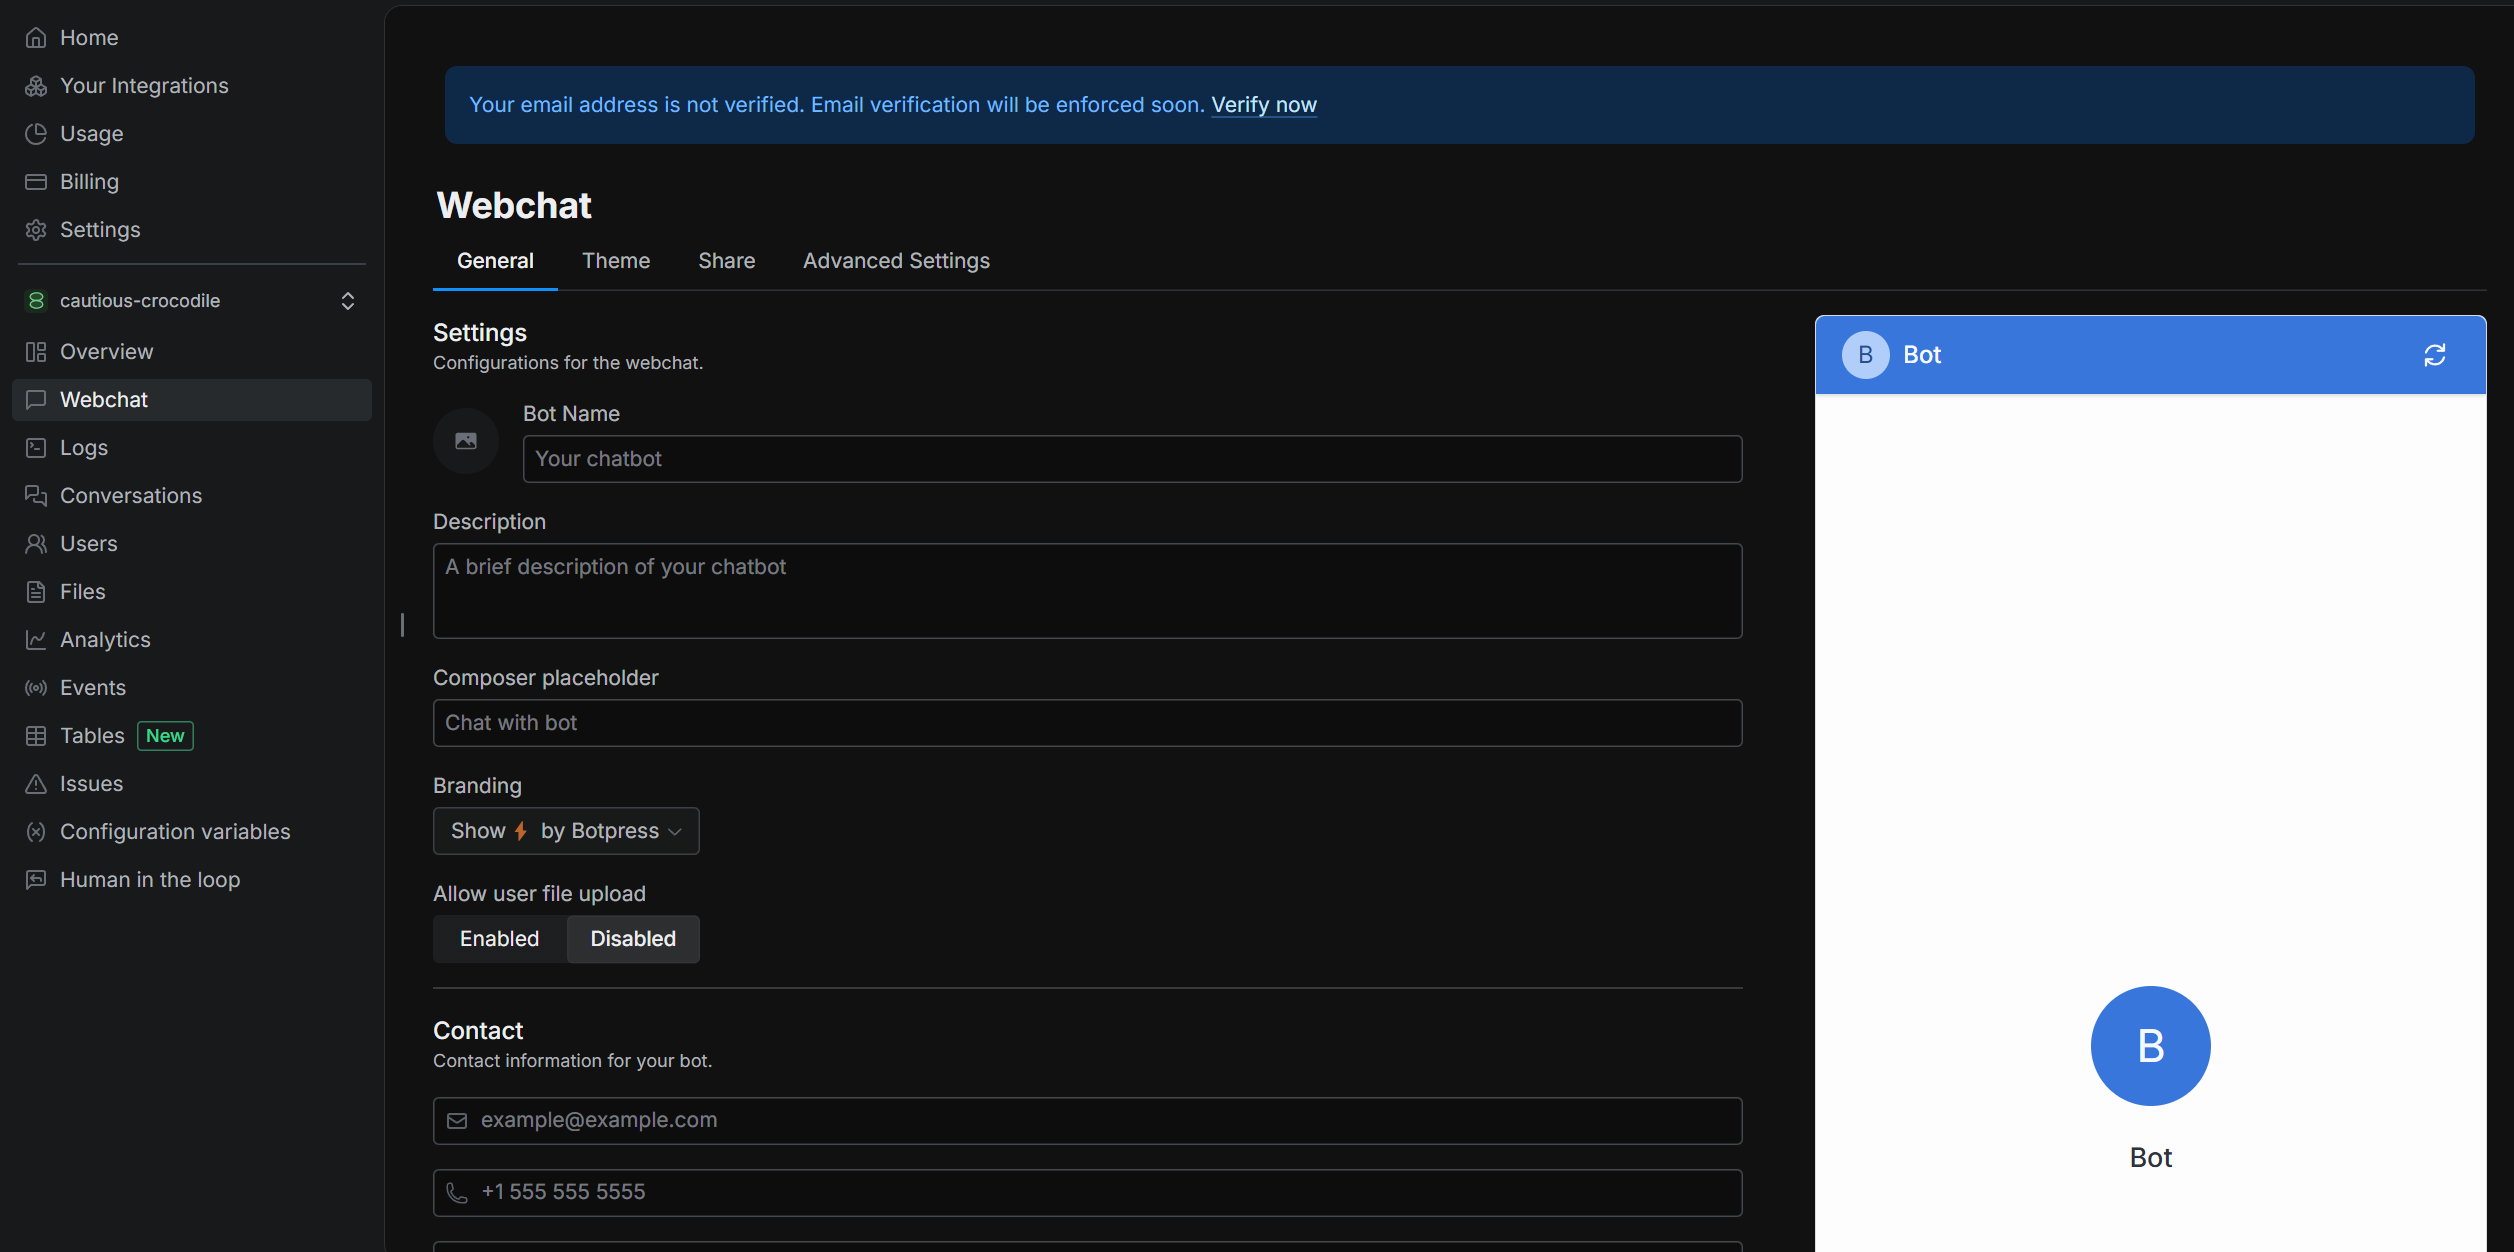 Home
Your Integrations
Usage
Billing
Settings
cautious-crocodile
Overview
Webchat
Logs
Conversations
Users
Files
Analytics
Events
Tables New
Issues
Configuration variables
Human in the loop
Your email address is not verified. Email verification will be enforced soon. Verify now
Webchat
General Theme Share Advanced Settings
Settings
Configurations for the webchat.
Bot Name
Your chatbot
Description
A brief description of your chatbot
Composer placeholder
Chat with bot
Branding
Show ⚡ by Botpress
Allow user file upload
Enabled Disabled
Contact
Contact information for your bot.
example@example.com
+1 555 555 5555
B Bot
B
Bot